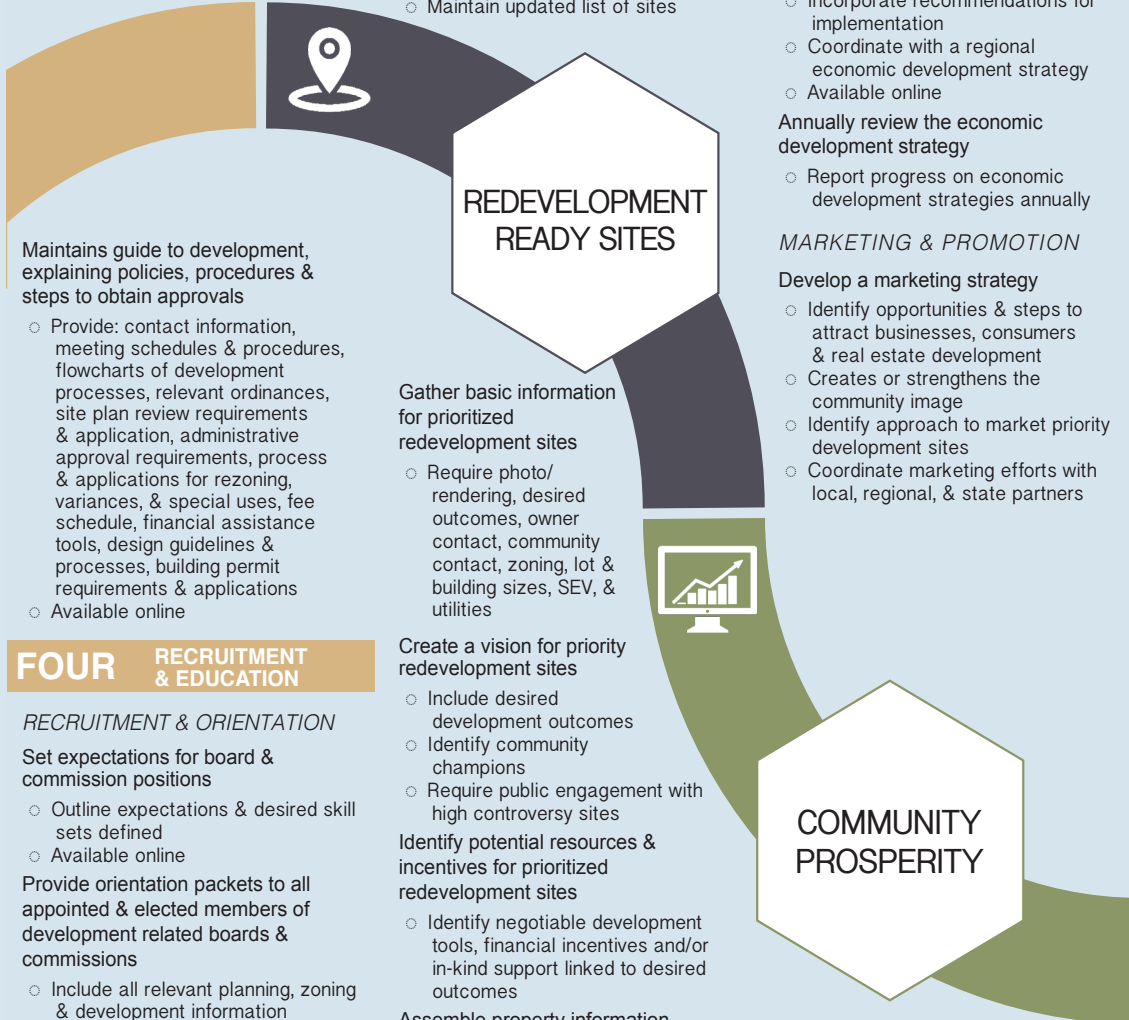 Maintains guide to development,
explaining policies, procedures &
steps to obtain approvals
◌ Provide: contact information,
meeting schedules & procedures,
flowcharts of development
processes, relevant ordinances,
site plan review requirements
& application, administrative
approval requirements, process
& applications for rezoning,
variances, & special uses, fee
schedule, financial assistance
tools, design guidelines &
processes, building permit
requirements & applications
◌ Available online
FOUR RECRUITMENT
& EDUCATION
RECRUITMENT & ORIENTATION
Set expectations for board &
commission positions
◌ Outline expectations & desired skill
sets defined
◌ Available online
Provide orientation packets to all
appointed & elected members of
development related boards &
commissions
◌ Include all relevant planning, zoning
& development information
◌ Maintain updated list of sites
REDEVELOPMENT
READY SITES
Gather basic information
for prioritized
redevelopment sites
◌ Require photo/
rendering, desired
outcomes, owner
contact, community
contact, zoning, lot &
building sizes, SEV, &
utilities
Create a vision for priority
redevelopment sites
◌ Include desired
development outcomes
◌ Identify community
champions
◌ Require public engagement with
high controversy sites
Identify potential resources &
incentives for prioritized
redevelopment sites
◌ Identify negotiable development
tools, financial incentives and/or
in-kind support linked to desired
outcomes
Assemble property information
◌ Incorporate recommendations for
implementation
◌ Coordinate with a regional
economic development strategy
◌ Available online
Annually review the economic
development strategy
◌ Report progress on economic
development strategies annually
MARKETING & PROMOTION
Develop a marketing strategy
◌ Identify opportunities & steps to
attract businesses, consumers
& real estate development
◌ Creates or strengthens the
community image
◌ Identify approach to market priority
development sites
◌ Coordinate marketing efforts with
local, regional, & state partners
COMMUNITY
PROSPERITY